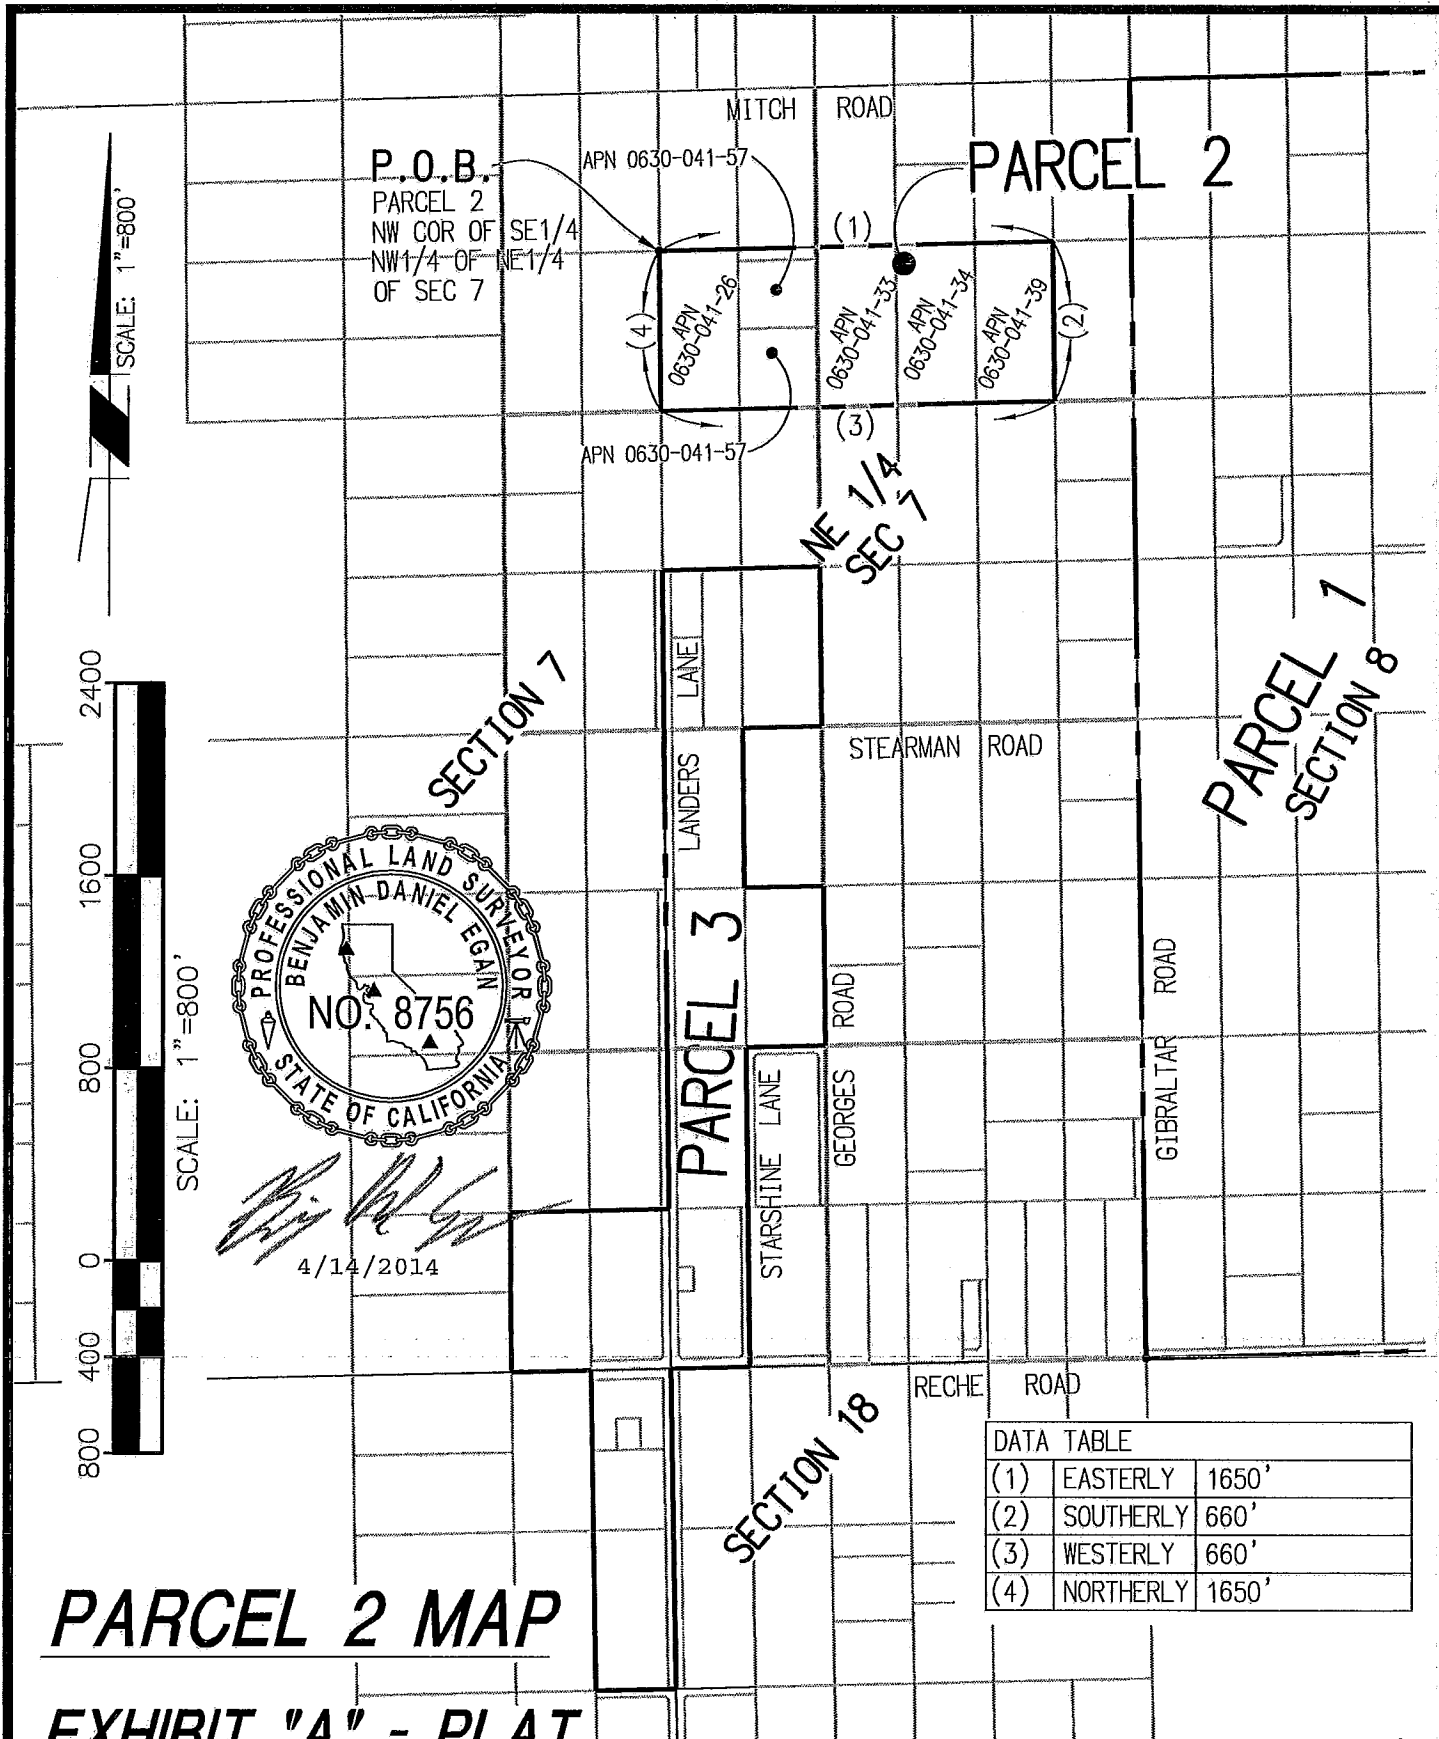 MITCH ROAD
P.O.B.
PARCEL 2
NW COR OF SE1/4
NW1/4 OF NE1/4
OF SEC 7
APN 0630-041-57
PARCEL 2
SCALE: 1"=800'
(1)
(4)
APN
0630-041-26
APN
0630-041-33
APN
0630-041-34
APN
0630-041-39
(2)
(3)
APN 0630-041-57
NE 1/4
SEC 7
PARCEL 1
SECTION 8
SECTION 7
LANDERS LANE
STEARMAN ROAD
2400
1600
800
0
400
800
SCALE: 1"=800'
PROFESSIONAL LAND SURVEYOR
BENJAMIN DANIEL EGAN
NO. 8756
STATE OF CALIFORNIA
4/14/2014
PARCEL 3
STARSHINE LANE
GEORGES ROAD
GIBRALTAR ROAD
RECHE ROAD
SECTION 18
DATA TABLE
(1) EASTERLY 1650'
(2) SOUTHERLY 660'
(3) WESTERLY 660'
(4) NORTHERLY 1650'
PARCEL 2 MAP
EXHIBIT "A" - PLAT